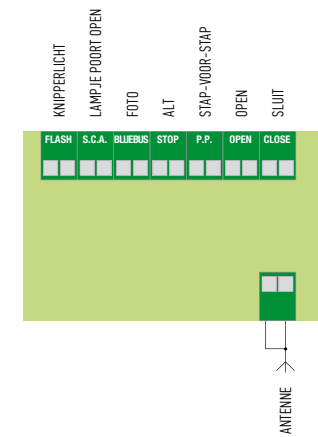 KNIPPERLICHT
LAMPJE POORT OPEN
FOTO
ALT
STAP-VOOR-STAP
OPEN
SLUIT
FLASH S.C.A. BLUEBUS STOP P.P. OPEN CLOSE
ANTENNE